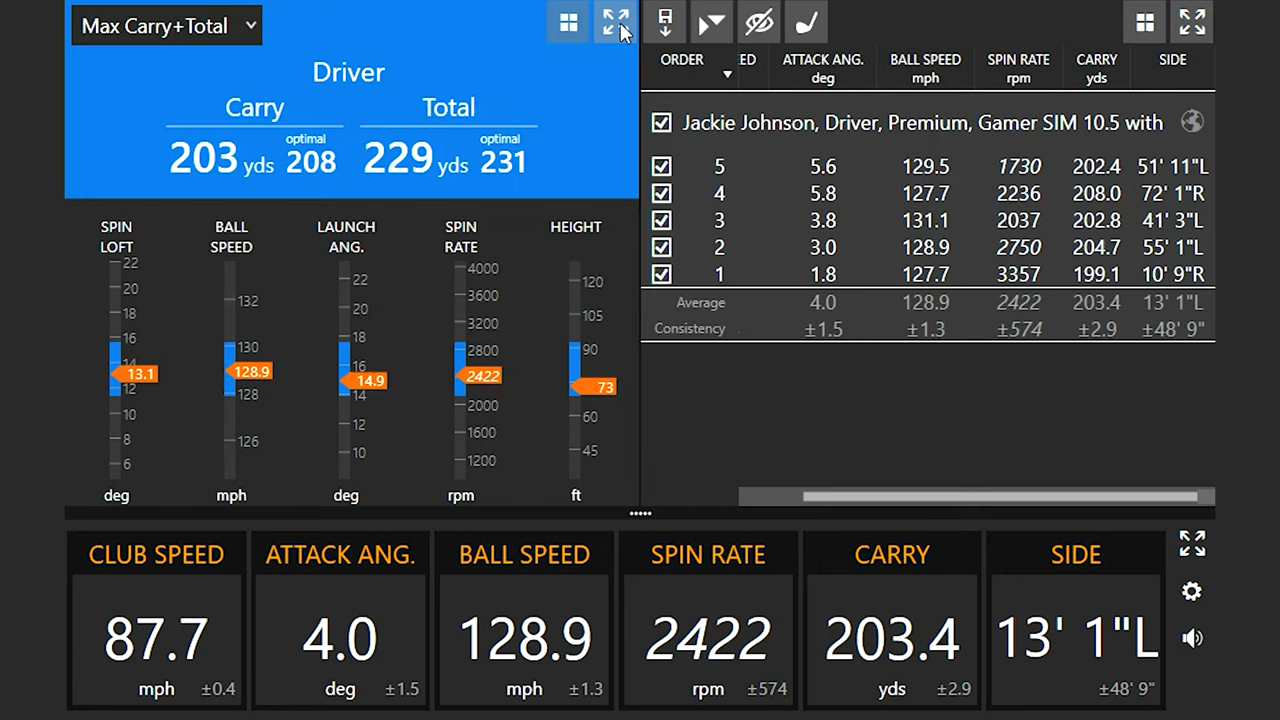 Max Carry+Total
Driver
Carry Total
203 yds optimal 208 229 yds optimal 231
SPIN LOFT BALL SPEED LAUNCH ANG. SPIN RATE HEIGHT
22 20 18 16 14 12 10 8 6
13.1
deg
132 130 128 126
128.9
mph
22 20 18 16 14 12 10
14.9
deg
4000 3600 3200 2800 2000 1600 1200
2422
rpm
120 105 90 60 45
73
ft
ORDER ED ATTACK ANG. deg BALL SPEED mph SPIN RATE rpm CARRY yds SIDE
Jackie Johnson, Driver, Premium, Gamer SIM 10.5 with
5 5.6 129.5 1730 202.4 51' 11"L
4 5.8 127.7 2236 208.0 72' 1"R
3 3.8 131.1 2037 202.8 41' 3"L
2 3.0 128.9 2750 204.7 55' 1"L
1 1.8 127.7 3357 199.1 10' 9"R
Average 4.0 128.9 2422 203.4 13' 1"L
Consistency ±1.5 ±1.3 ±574 ±2.9 ±48' 9"
CLUB SPEED ATTACK ANG. BALL SPEED SPIN RATE CARRY SIDE
87.7 4.0 128.9 2422 203.4 13' 1"L
mph ±0.4 deg ±1.5 mph ±1.3 rpm ±574 yds ±2.9 ±48' 9"